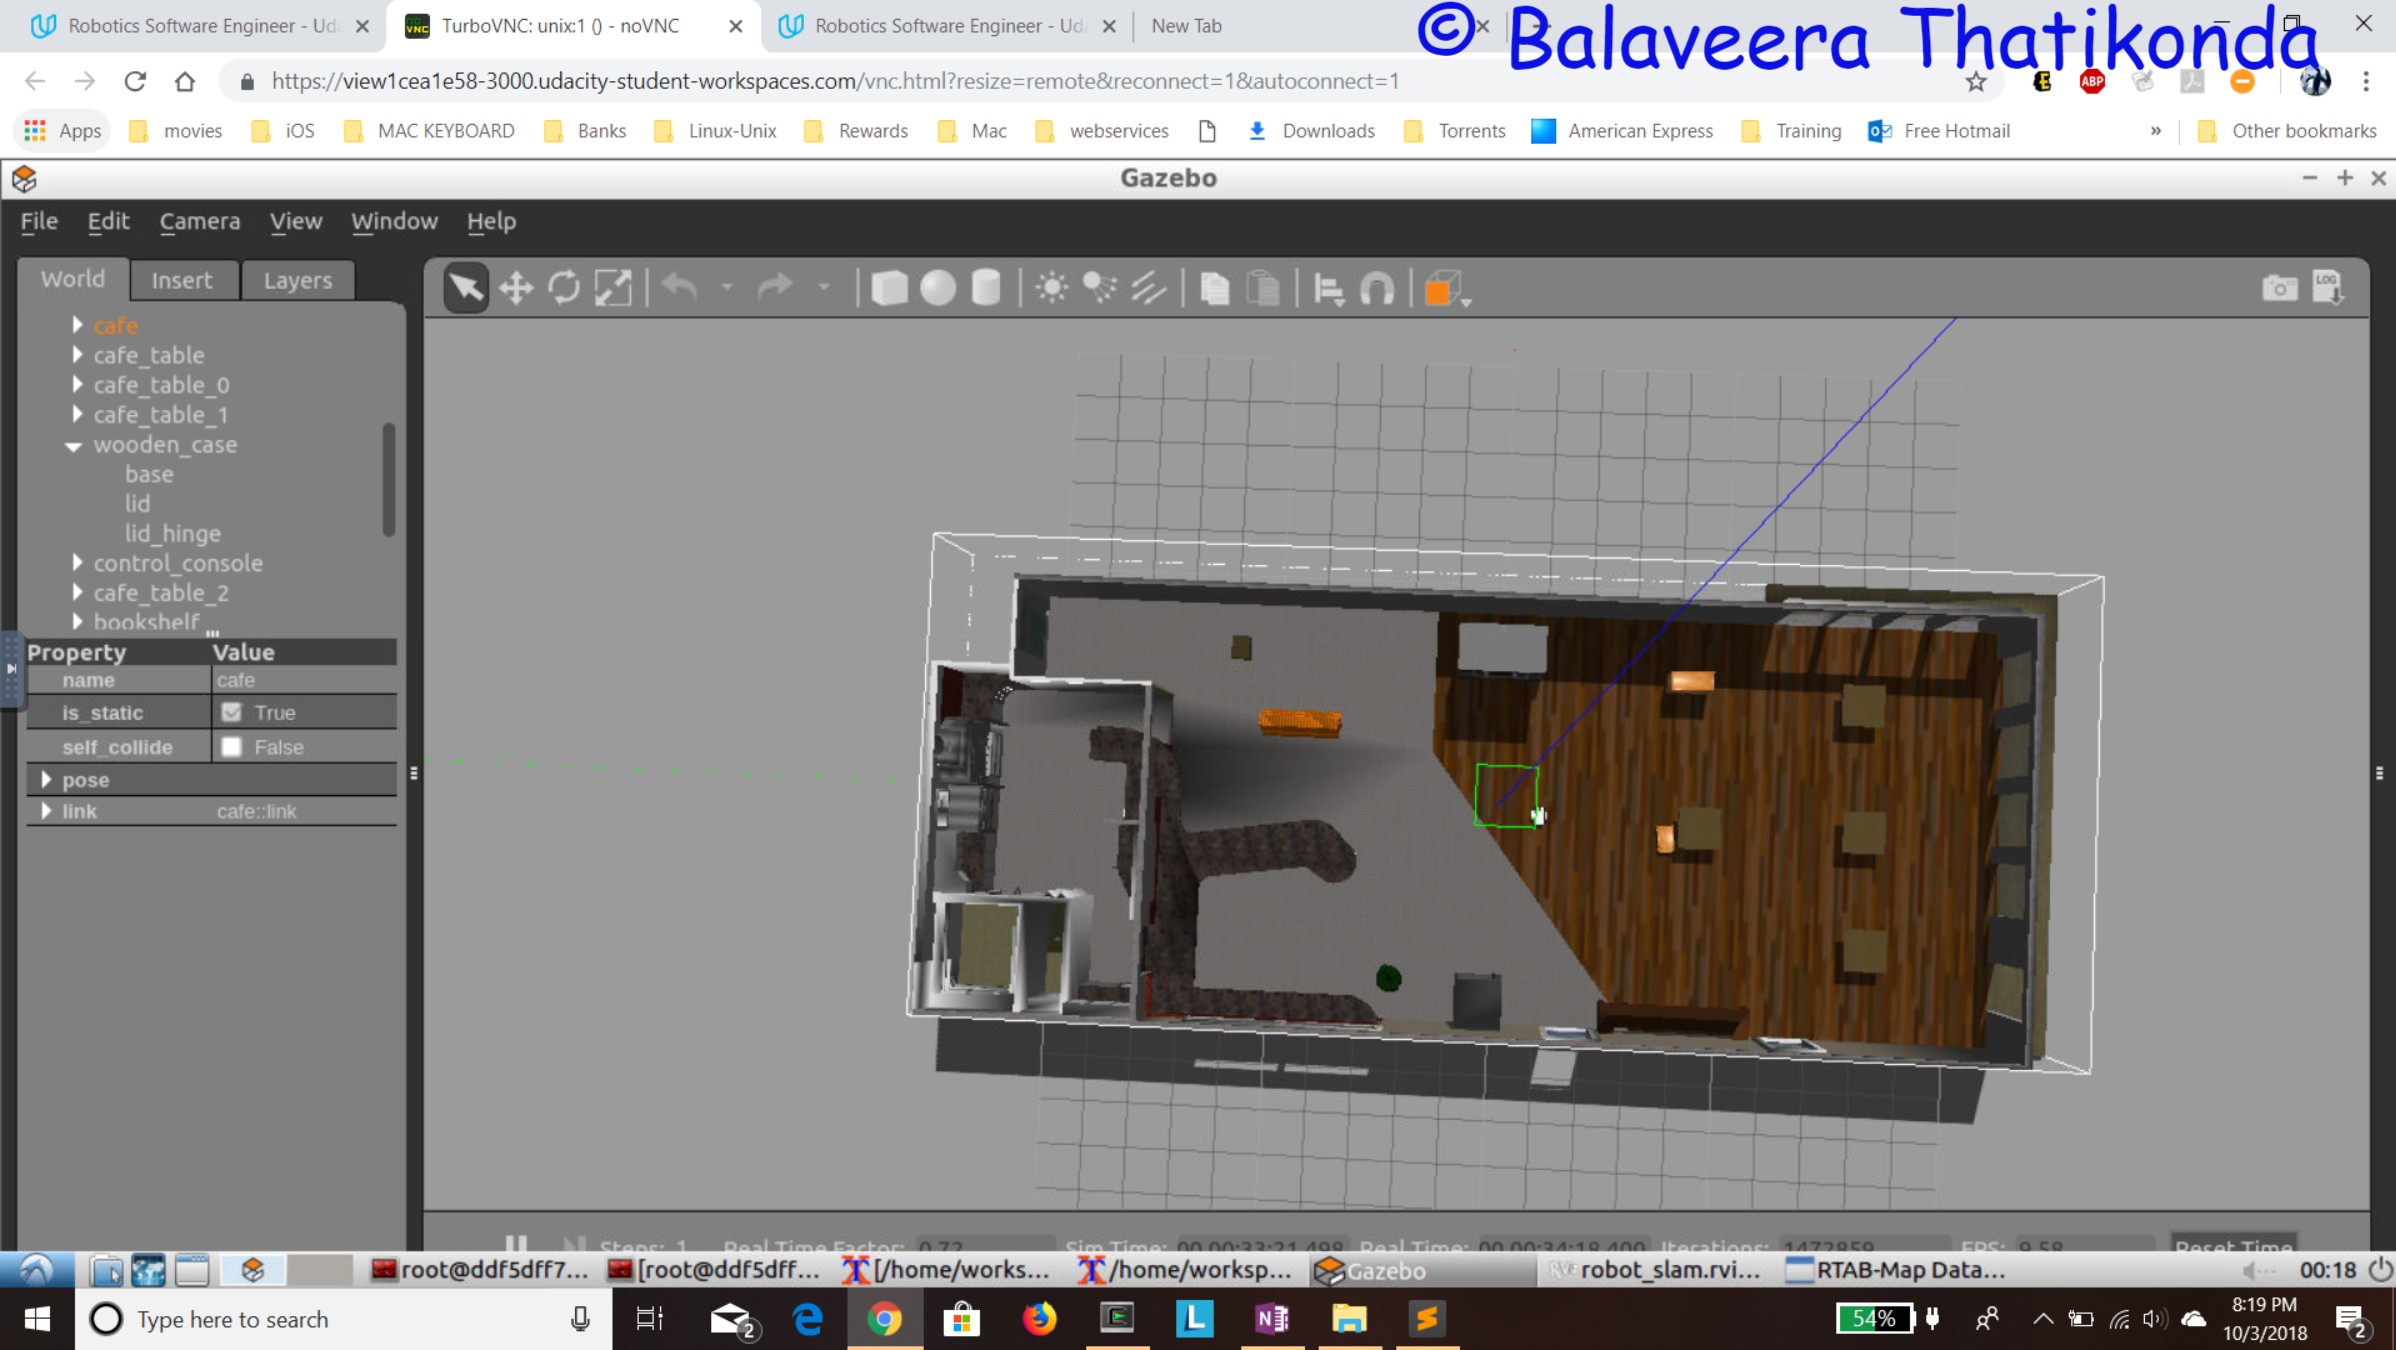 Robotics Software Engineer - Uda
TurboVNC: unix:1 () - noVNC
Robotics Software Engineer - Uda
New Tab
© Balaveera Thatikonda
https://view1cea1e58-3000.udacity-student-workspaces.com/vnc.html?resize=remote&reconnect=1&autoconnect=1
ABP
Apps movies iOS MAC KEYBOARD Banks Linux-Unix Rewards Mac webservices Downloads Torrents American Express Training Free Hotmail » Other bookmarks
Gazebo
File Edit Camera View Window Help
World Insert Layers
LOG
cafe
cafe_table
cafe_table_0
cafe_table_1
wooden_case
base
lid
lid_hinge
control_console
cafe_table_2
bookshelf
Property Value
name cafe
is_static True
self_collide False
pose
link cafe::link
Steps: 1 Real Time Factor: 0.72 Sim Time: 00 00:33:21.498 Real Time: 00 00:34:18.400 Iterations: 1472859 FPS: 9.58 Reset Time
root@ddf5dff7... [root@ddf5dff... [/home/works... /home/worksp... Gazebo robot_slam.rvi... RTAB-Map Data... 00:18
Type here to search
2
54%
8:19 PM
10/3/2018
2